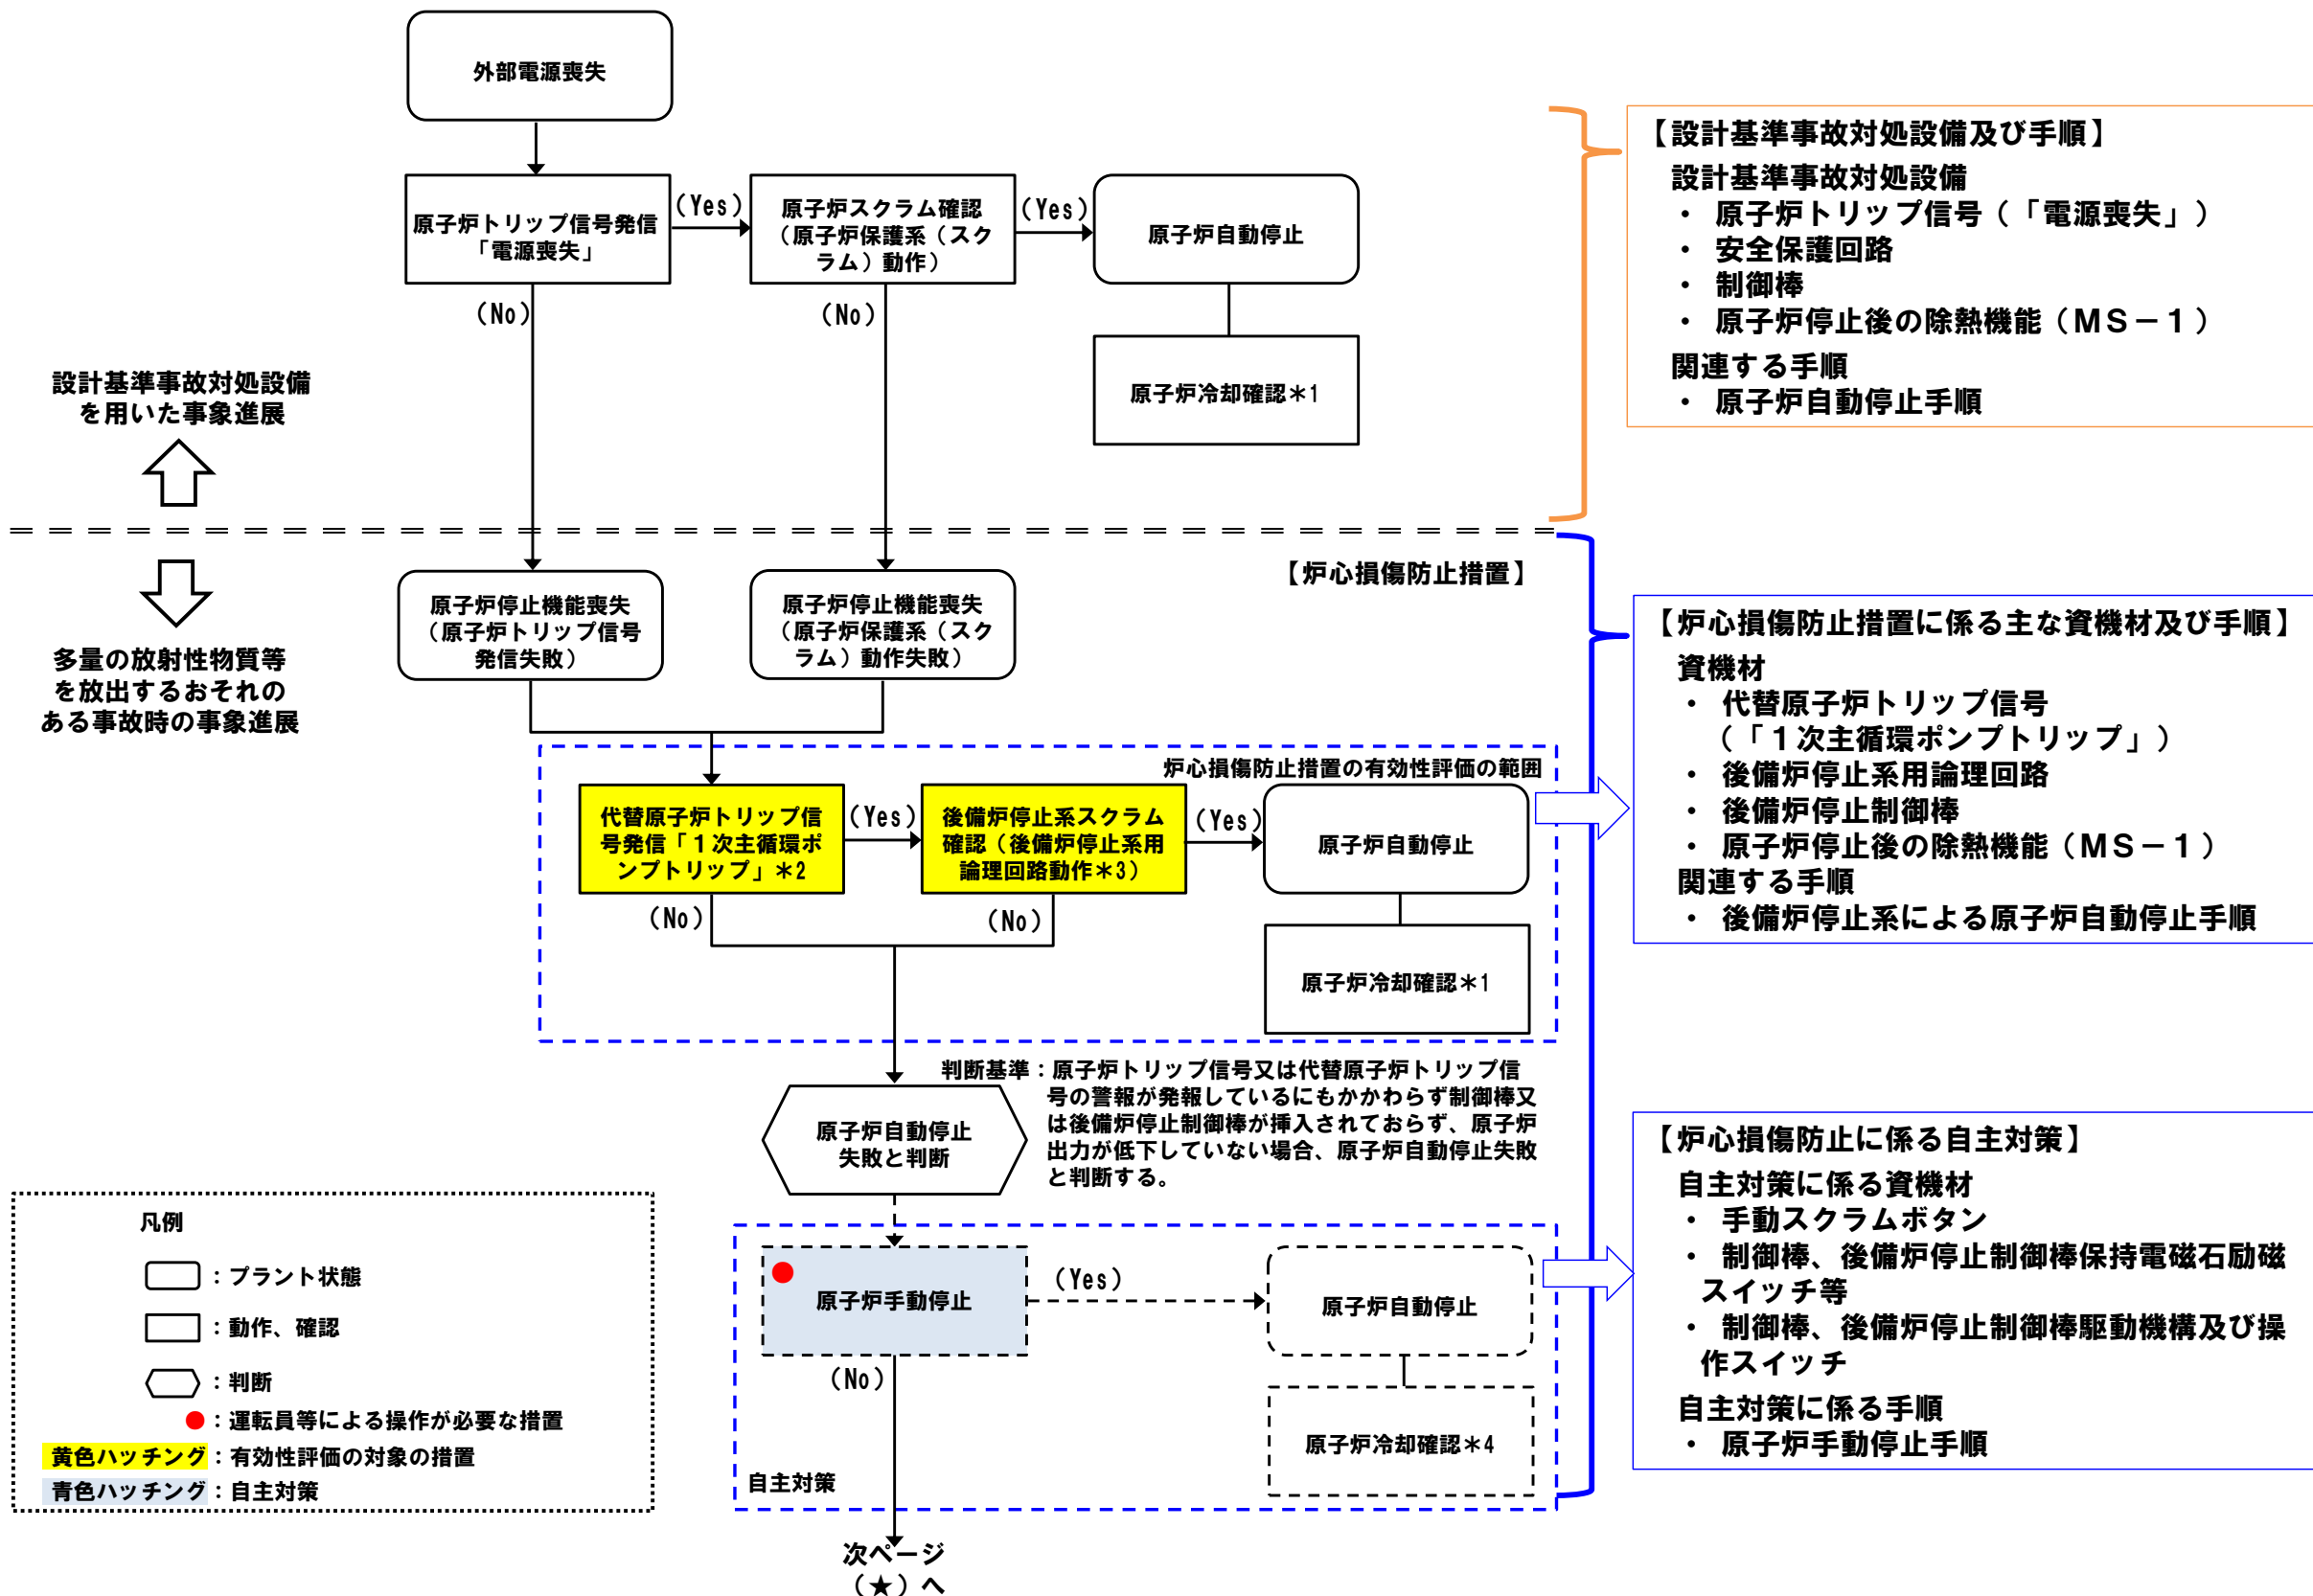 外部電源喪失
原子炉トリップ信号発信
「電源喪失」
（Yes）
原子炉スクラム確認
（原子炉保護系（スク
ラム）動作）
（Yes）
原子炉自動停止
（No）
（No）
原子炉冷却確認＊1
設計基準事故対処設備
を用いた事象進展
【設計基準事故対処設備及び手順】
設計基準事故対処設備
・ 原子炉トリップ信号（「電源喪失」）
・ 安全保護回路
・ 制御棒
・ 原子炉停止後の除熱機能（ＭＳ－１）
関連する手順
・ 原子炉自動停止手順
多量の放射性物質等
を放出するおそれの
ある事故時の事象進展
【炉心損傷防止措置】
原子炉停止機能喪失
（原子炉トリップ信号
発信失敗）
原子炉停止機能喪失
（原子炉保護系（スク
ラム）動作失敗）
炉心損傷防止措置の有効性評価の範囲
代替原子炉トリップ信
号発信「１次主循環ポ
ンプトリップ」＊2
（Yes）
後備炉停止系スクラム
確認（後備炉停止系用
論理回路動作＊3）
（Yes）
原子炉自動停止
（No）
（No）
原子炉冷却確認＊1
【炉心損傷防止措置に係る主な資機材及び手順】
資機材
・ 代替原子炉トリップ信号
（「１次主循環ポンプトリップ」）
・ 後備炉停止系用論理回路
・ 後備炉停止制御棒
・ 原子炉停止後の除熱機能（ＭＳ－１）
関連する手順
・ 後備炉停止系による原子炉自動停止手順
判断基準：原子炉トリップ信号又は代替原子炉トリップ信
号の警報が発報しているにもかかわらず制御棒又
は後備炉停止制御棒が挿入されておらず、原子炉
出力が低下していない場合、原子炉自動停止失敗
と判断する。
原子炉自動停止
失敗と判断
原子炉手動停止
（Yes）
原子炉自動停止
（No）
原子炉冷却確認＊4
自主対策
次ページ
（★）へ
【炉心損傷防止に係る自主対策】
自主対策に係る資機材
・ 手動スクラムボタン
・ 制御棒、後備炉停止制御棒保持電磁石励磁
スイッチ等
・ 制御棒、後備炉停止制御棒駆動機構及び操
作スイッチ
自主対策に係る手順
・ 原子炉手動停止手順
凡例
：プラント状態
：動作、確認
：判断
：運転員等による操作が必要な措置
黄色ハッチング：有効性評価の対象の措置
青色ハッチング：自主対策